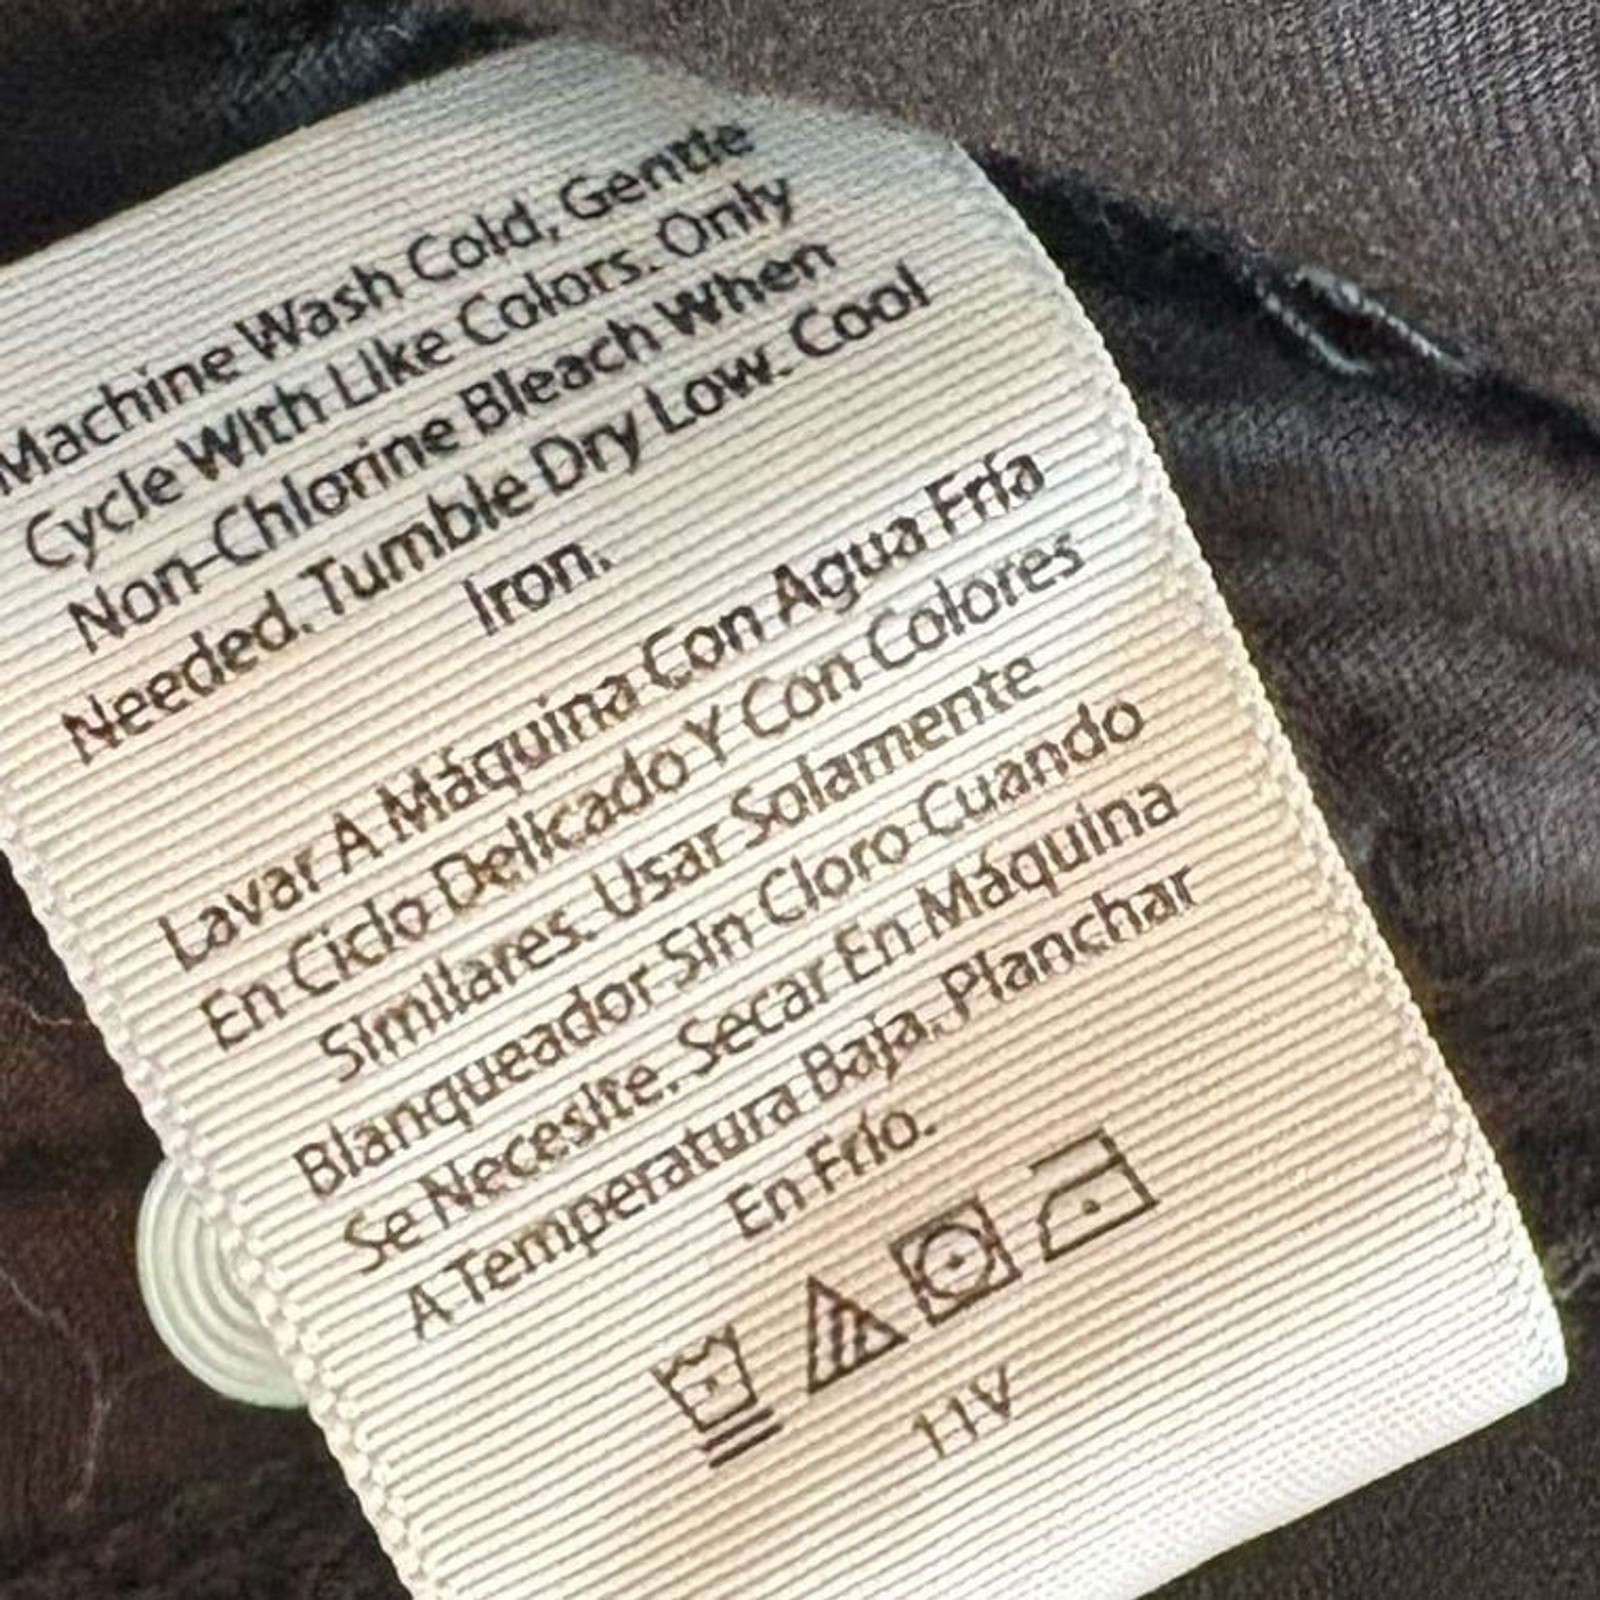 Machine Wash Cold, Gentle
Cycle With Like Colors. Only
Non-Chlorine Bleach When
Needed. Tumble Dry Low. Cool
Iron.
Lavar A Máquina Con Agua Fría
En Ciclo Delicado Y Con Colores
Similares. Usar Solamente
Blanqueador Sin Cloro Cuando
Se Necesite. Secar En Máquina
A Temperatura Baja. Planchar
En Frío.
11V